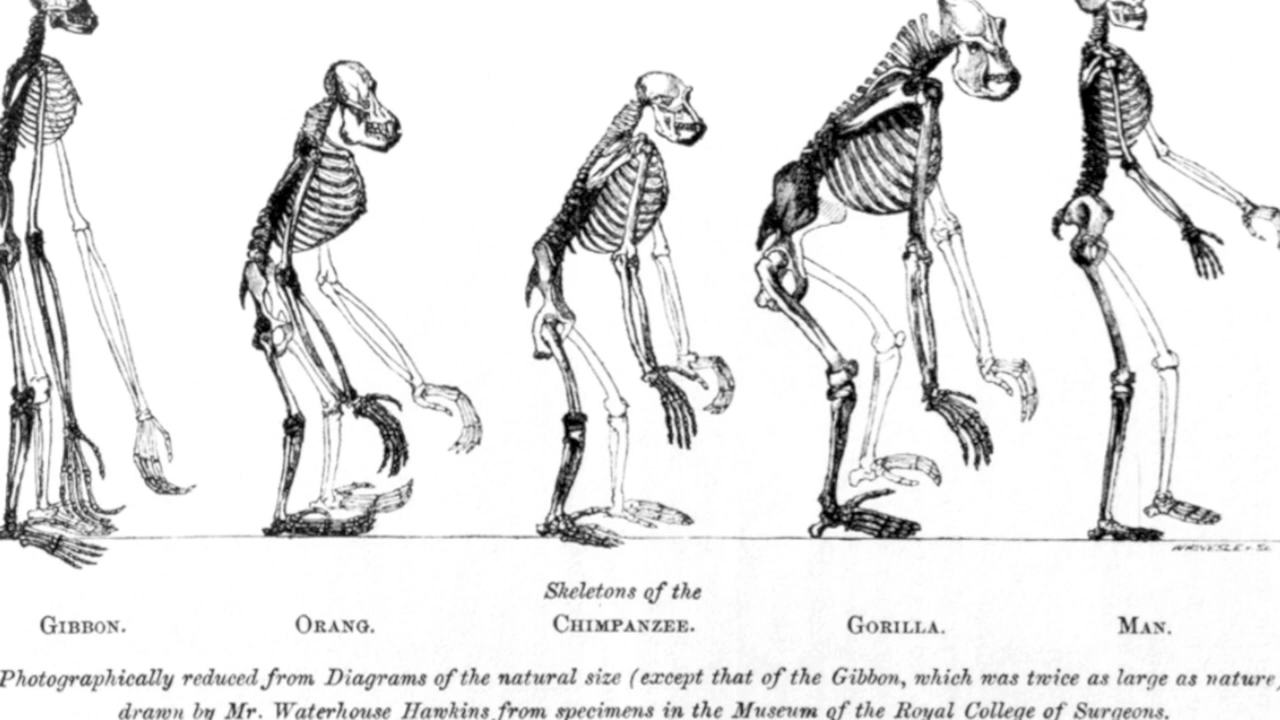 Skeletons of the
GIBBON. ORANG. CHIMPANZEE. GORILLA. MAN.
Photographically reduced from Diagrams of the natural size (except that of the Gibbon, which was twice as large as nature,
drawn by Mr. Waterhouse Hawkins from specimens in the Museum of the Royal College of Surgeons.